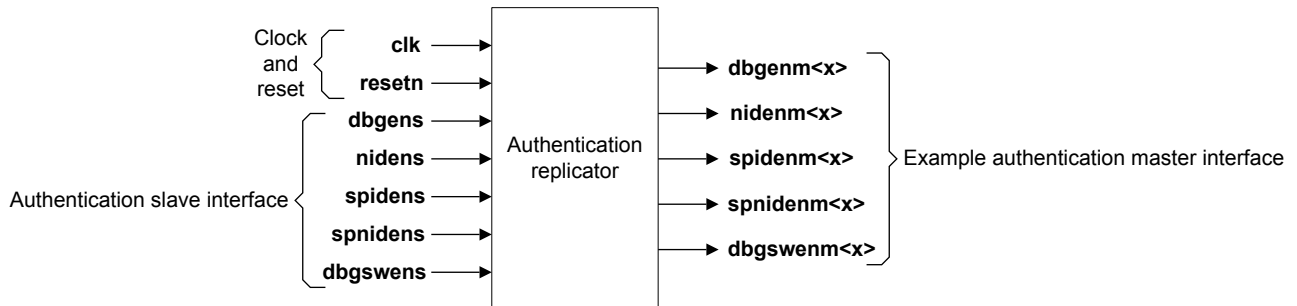 Clock
and
reset
clk
resetn
dbgens
nidens
spidens
spnidens
dbgswens
Authentication slave interface
Authentication
replicator
dbgenm<x>
nidenm<x>
spidenm<x>
spnidenm<x>
dbgswenm<x>
Example authentication master interface